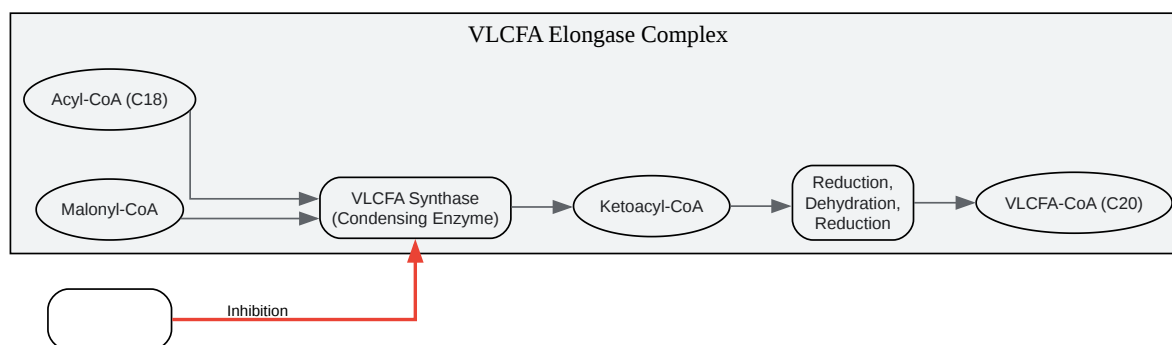 VLCFA Elongase Complex
Acyl-CoA (C18)
Malonyl-CoA
VLCFA Synthase
(Condensing Enzyme)
Ketoacyl-CoA
Reduction,
Dehydration,
Reduction
VLCFA-CoA (C20)
Inhibition